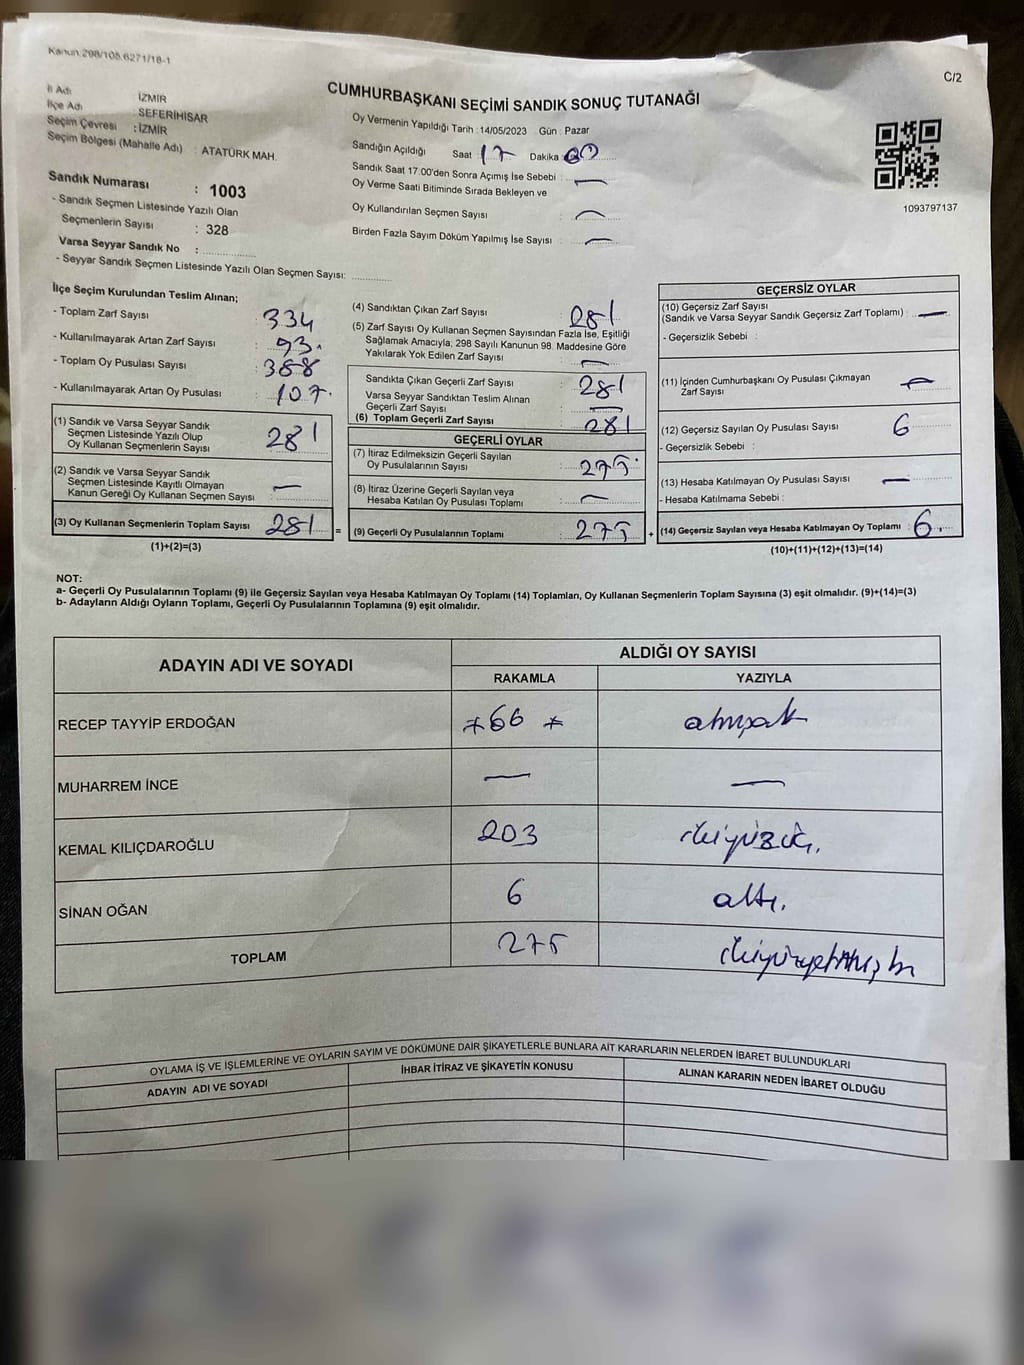 Kanun.298/105.6271/18-1
C/2
CUMHURBAŞKANI SEÇİMİ SANDIK SONUÇ TUTANAĞI
İl Adı İZMİR
İlçe Adı : SEFERİHİSAR
Seçim Çevresi : İZMİR
Seçim Bölgesi (Mahalle Adı) : ATATÜRK MAH.
Sandık Numarası : 1003
- Sandık Seçmen Listesinde Yazılı Olan
Seçmenlerin Sayısı : 328
Varsa Seyyar Sandık No :
- Seyyar Sandık Seçmen Listesinde Yazılı Olan Seçmen Sayısı:
Oy Vermenin Yapıldığı Tarih : 14/05/2023 Gün : Pazar
Sandığın Açıldığı Saat 17 Dakika 00
Sandık Saat 17.00'den Sonra Açımış İse Sebebi : —
Oy Verme Saati Bitiminde Sırada Bekleyen ve
Oy Kullandırılan Seçmen Sayısı : —
Birden Fazla Sayım Döküm Yapılmış İse Sayısı : —
1093797137
İlçe Seçim Kurulundan Teslim Alınan;
- Toplam Zarf Sayısı : 334
- Kullanılmayarak Artan Zarf Sayısı : 93.
- Toplam Oy Pusulası Sayısı : 388
- Kullanılmayarak Artan Oy Pusulası : 107.
(1) Sandık ve Varsa Seyyar Sandık
Seçmen Listesinde Yazılı Olup
Oy Kullanan Seçmenlerin Sayısı : 281
(2) Sandık ve Varsa Seyyar Sandık
Seçmen Listesinde Kayıtlı Olmayan
Kanun Gereği Oy Kullanan Seçmen Sayısı : —
(3) Oy Kullanan Seçmenlerin Toplam Sayısı 281 =
(1)+(2)=(3)
(4) Sandıktan Çıkan Zarf Sayısı : 281
(5) Zarf Sayısı Oy Kullanan Seçmen Sayısından Fazla İse, Eşitliği
Sağlamak Amacıyla; 298 Sayılı Kanunun 98. Maddesine Göre
Yakılarak Yok Edilen Zarf Sayısı : —
Sandıkta Çıkan Geçerli Zarf Sayısı : 281
Varsa Seyyar Sandıktan Teslim Alınan
Geçerli Zarf Sayısı : —
(6) Toplam Geçerli Zarf Sayısı : 281
GEÇERLİ OYLAR
(7) İtiraz Edilmeksizin Geçerli Sayılan
Oy Pusulalarının Sayısı : 275
(8) İtiraz Üzerine Geçerli Sayılan veya
Hesaba Katılan Oy Pusulası Toplamı : —
(9) Geçerli Oy Pusulalarının Toplamı : 275 +
GEÇERSİZ OYLAR
(10) Geçersiz Zarf Sayısı
(Sandık ve Varsa Seyyar Sandık Geçersiz Zarf Toplamı) : —
- Geçersizlik Sebebi :
(11) İçinden Cumhurbaşkanı Oy Pusulası Çıkmayan
Zarf Sayısı : —
(12) Geçersiz Sayılan Oy Pusulası Sayısı : 6
- Geçersizlik Sebebi :
(13) Hesaba Katılmayan Oy Pusulası Sayısı : —
- Hesaba Katılmama Sebebi :
(14) Geçersiz Sayılan veya Hesaba Katılmayan Oy Toplamı : 6.
(10)+(11)+(12)+(13)=(14)
NOT:
a- Geçerli Oy Pusulalarının Toplamı (9) ile Geçersiz Sayılan veya Hesaba Katılmayan Oy Toplamı (14) Toplamları, Oy Kullanan Seçmenlerin Toplam Sayısına (3) eşit olmalıdır. (9)+(14)=(3)
b- Adayların Aldığı Oyların Toplamı, Geçerli Oy Pusulalarının Toplamına (9) eşit olmalıdır.
ADAYIN ADI VE SOYADI ALDIĞI OY SAYISI
RAKAMLA YAZIYLA
RECEP TAYYİP ERDOĞAN *66* altmışaltı
MUHARREM İNCE — —
KEMAL KILIÇDAROĞLU 203 ikiyüzüç.
SİNAN OĞAN 6 altı.
TOPLAM 275 ikiyüzyetmişbeş
OYLAMA İŞ VE İŞLEMLERİNE VE OYLARIN SAYIM VE DÖKÜMÜNE DAİR ŞİKAYETLERLE BUNLARA AİT KARARLARIN NELERDEN İBARET BULUNDUKLARI
ADAYIN ADI VE SOYADI İHBAR İTİRAZ VE ŞİKAYETİN KONUSU ALINAN KARARIN NEDEN İBARET OLDUĞU